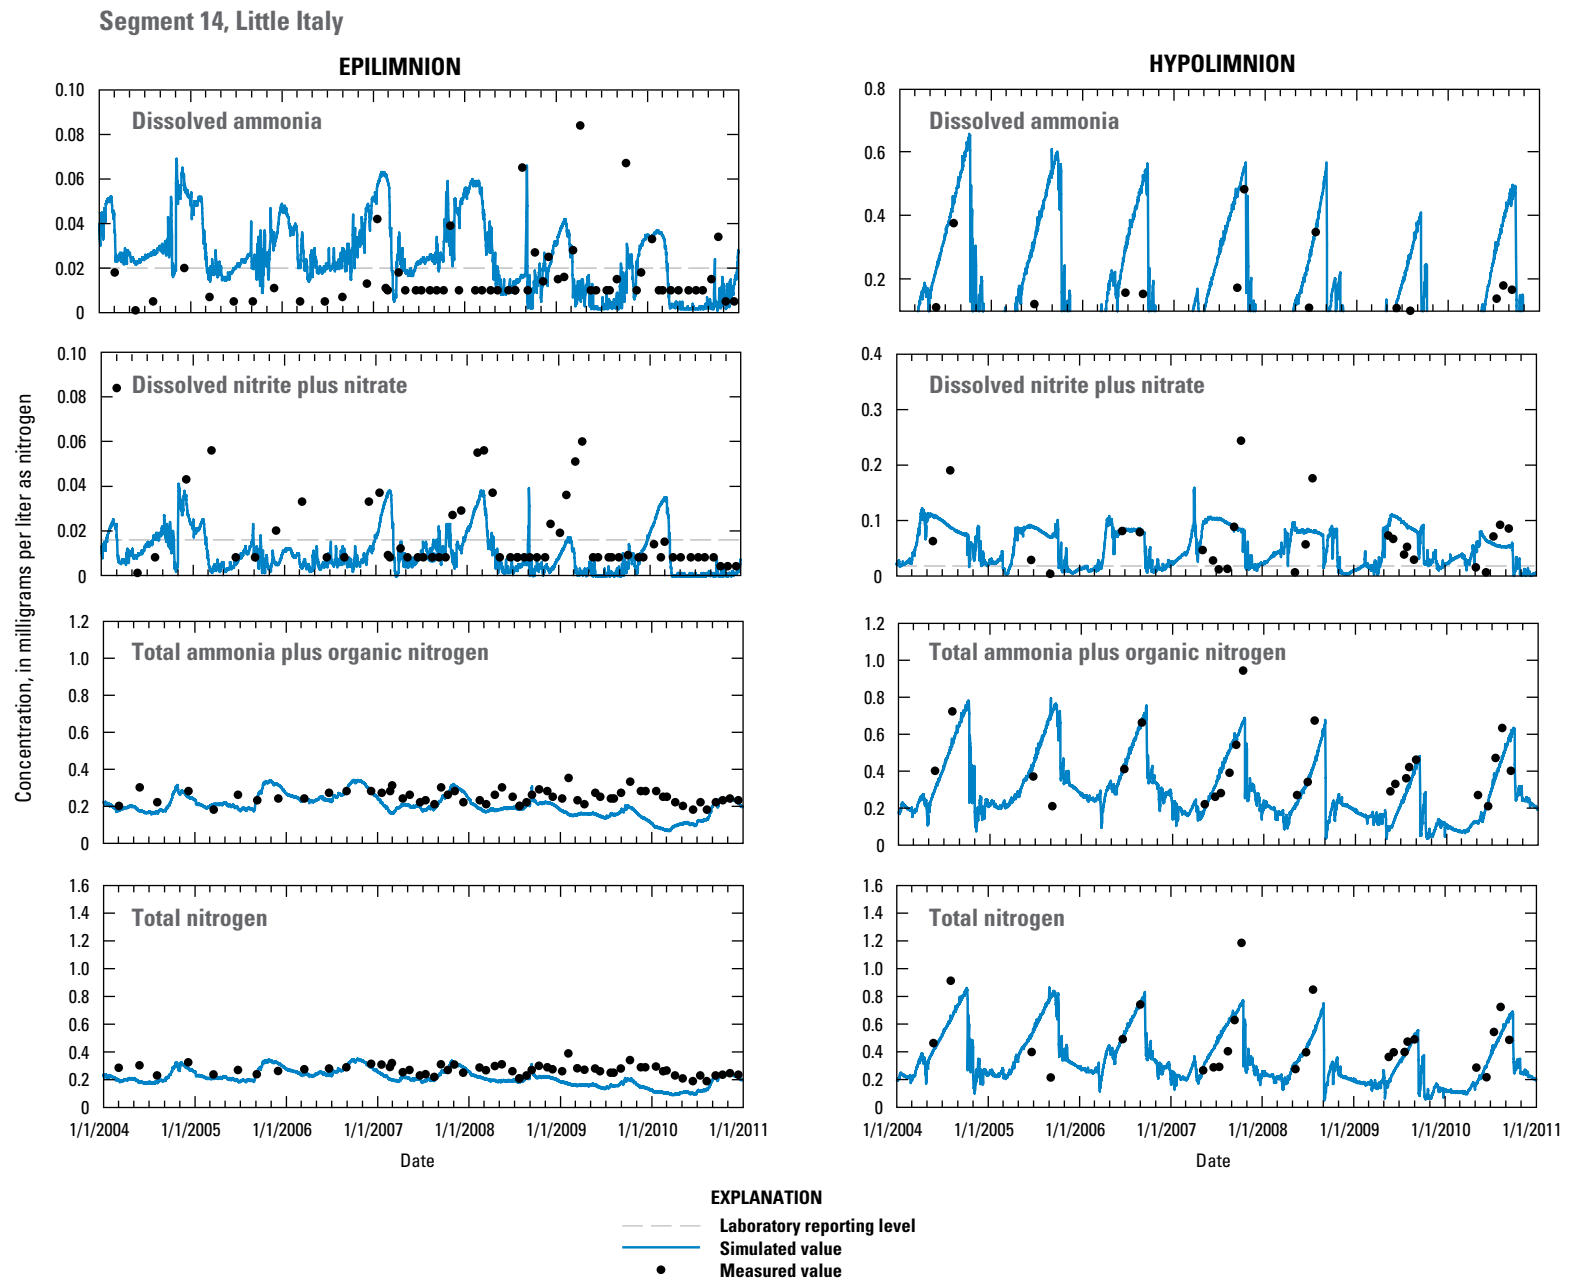 Segment 14, Little Italy
EPILIMNION
HYPOLIMNION
Concentration, in milligrams per liter as nitrogen
0.10
0.08
0.06
0.04
0.02
0
Dissolved ammonia
0.8
0.6
0.4
0.2
Dissolved ammonia
0.10
0.08
0.06
0.04
0.02
0
Dissolved nitrite plus nitrate
0.4
0.3
0.2
0.1
0
Dissolved nitrite plus nitrate
1.2
1.0
0.8
0.6
0.4
0.2
0
Total ammonia plus organic nitrogen
1.2
1.0
0.8
0.6
0.4
0.2
0
Total ammonia plus organic nitrogen
1.6
1.4
1.2
1.0
0.8
0.6
0.4
0.2
0
Total nitrogen
1.6
1.4
1.2
1.0
0.8
0.6
0.4
0.2
0
Total nitrogen
1/1/2004 1/1/2005 1/1/2006 1/1/2007 1/1/2008 1/1/2009 1/1/2010 1/1/2011
1/1/2004 1/1/2005 1/1/2006 1/1/2007 1/1/2008 1/1/2009 1/1/2010 1/1/2011
Date
Date
EXPLANATION
Laboratory reporting level
Simulated value
Measured value